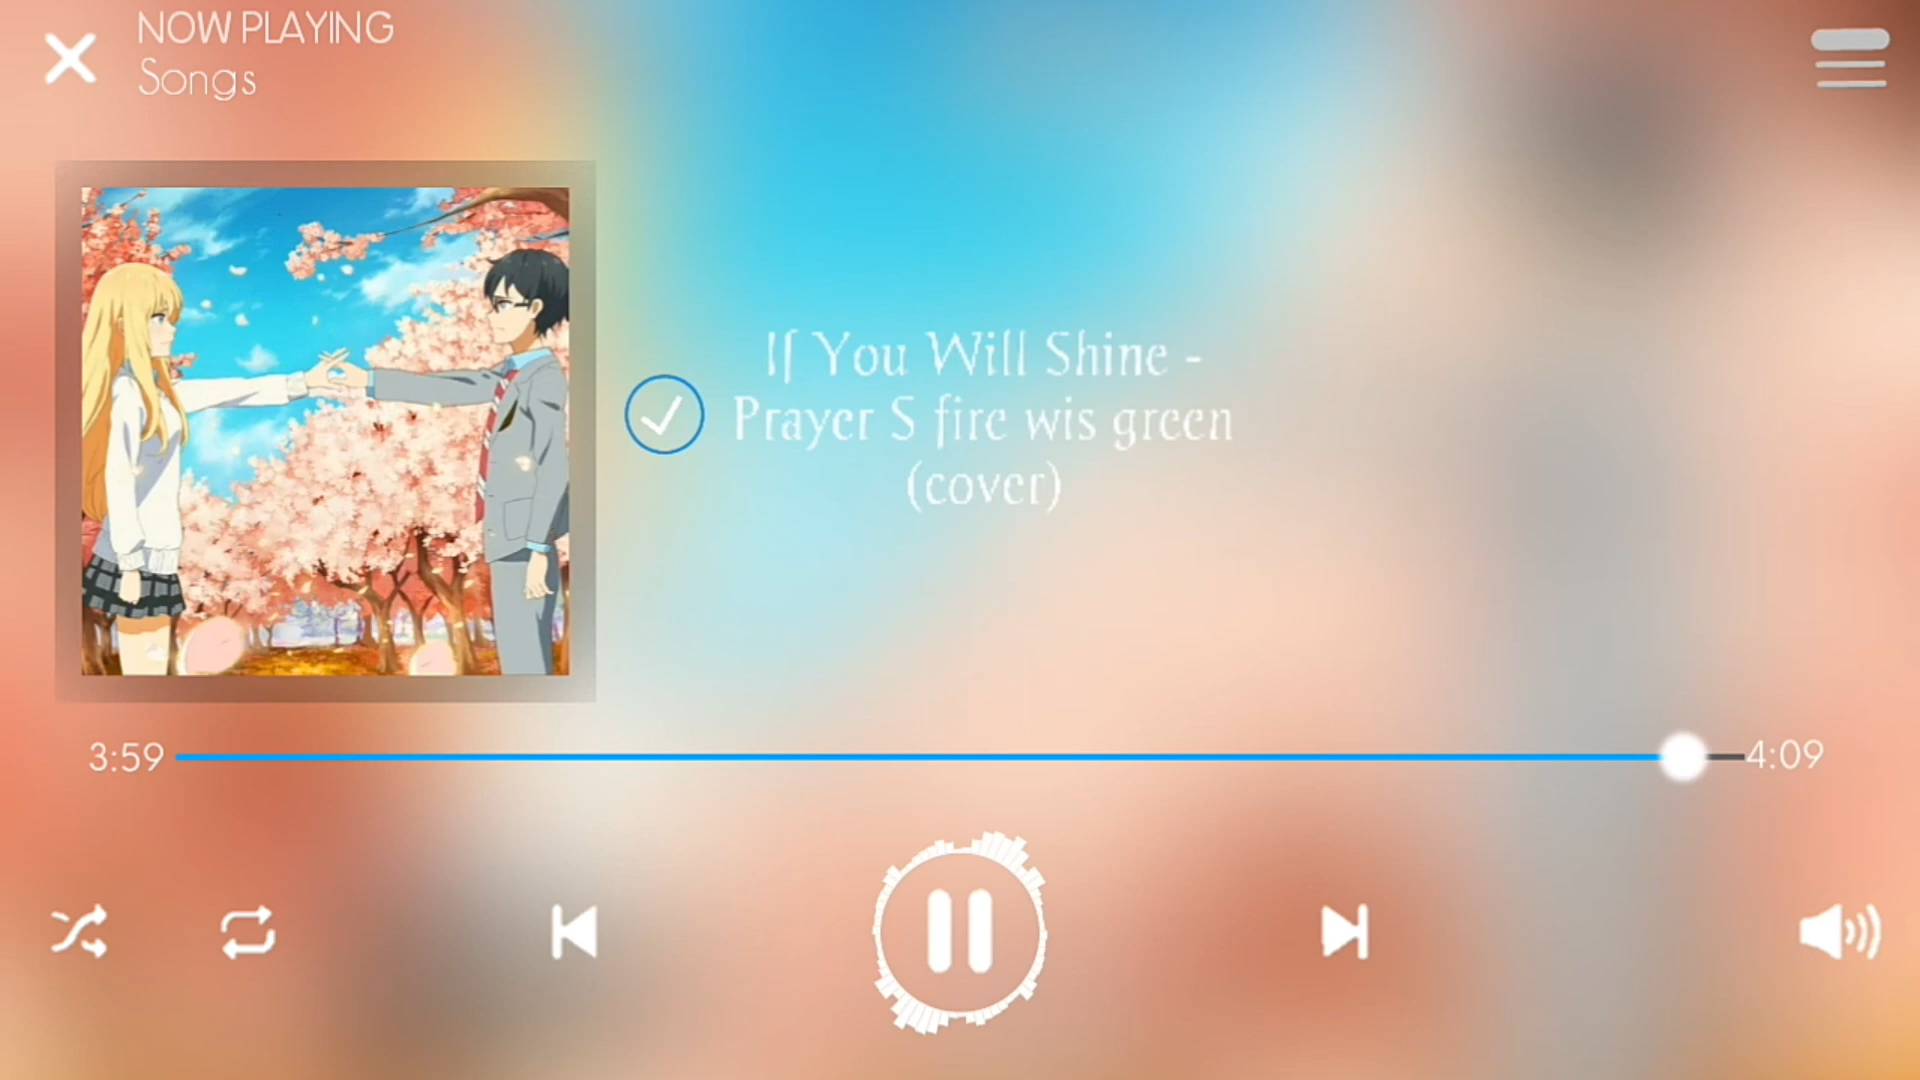 NOW PLAYING
Songs
If You Will Shine -
Prayer S fire wis green
(cover)
3:59
4:09